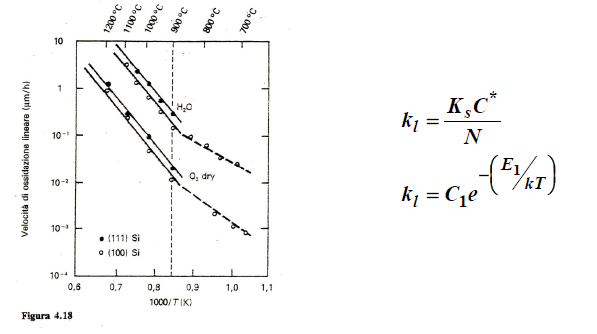 1200 °C 1100 °C 1000 °C 900 °C 800 °C 700 °C
Velocità di ossidazione lineare (μm/h)
10
1
10⁻¹
10⁻²
10⁻³
10⁻⁴
H₂O
O₂ dry
• (111) Si
○ (100) Si
0,6 0,7 0,8 0,9 1,0 1,1
1000/T (K)
Figura 4.18
k_l = K_s C* / N
k_l = C₁e^−(E₁/kT)